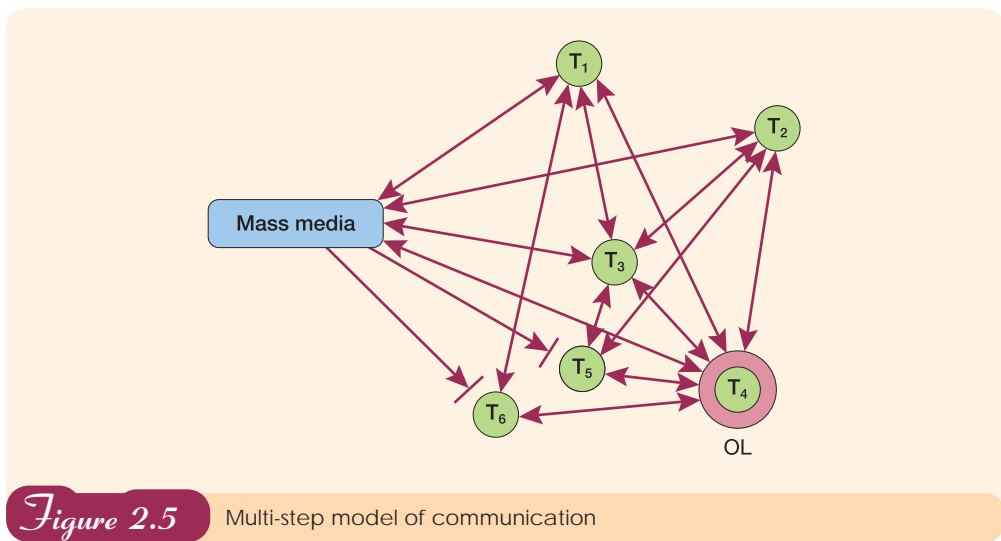 T₁
T₂
Mass media
T₃
T₅
T₄
T₆
OL
Figure 2.5 Multi-step model of communication